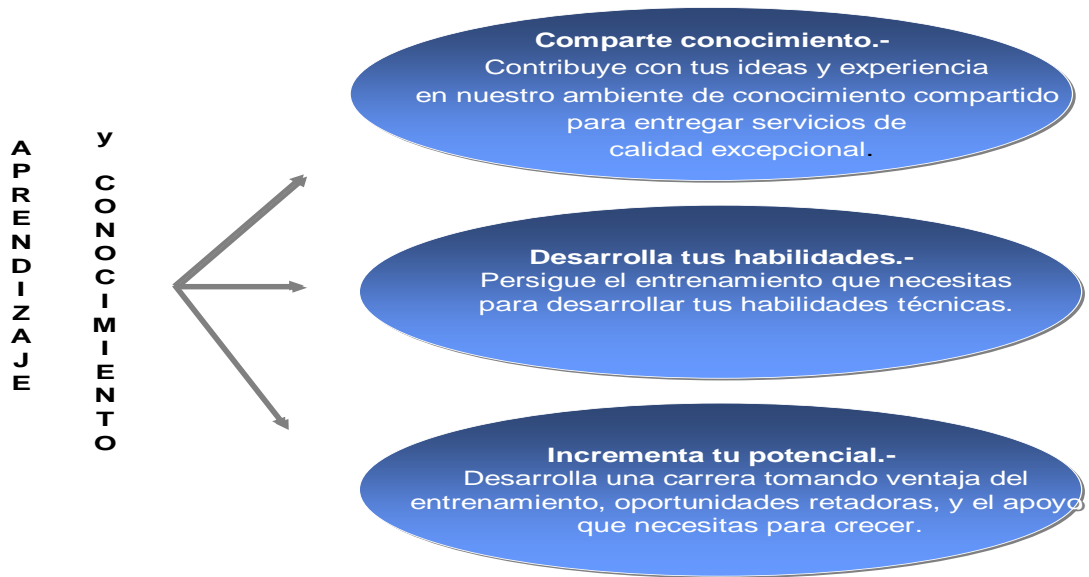 APRENDIZAJE
y CONOCIMIENTO
Comparte conocimiento.-
Contribuye con tus ideas y experiencia
en nuestro ambiente de conocimiento compartido
para entregar servicios de
calidad excepcional.
Desarrolla tus habilidades.-
Persigue el entrenamiento que necesitas
para desarrollar tus habilidades técnicas.
Incrementa tu potencial.-
Desarrolla una carrera tomando ventaja del
entrenamiento, oportunidades retadoras, y el apoyo
que necesitas para crecer.